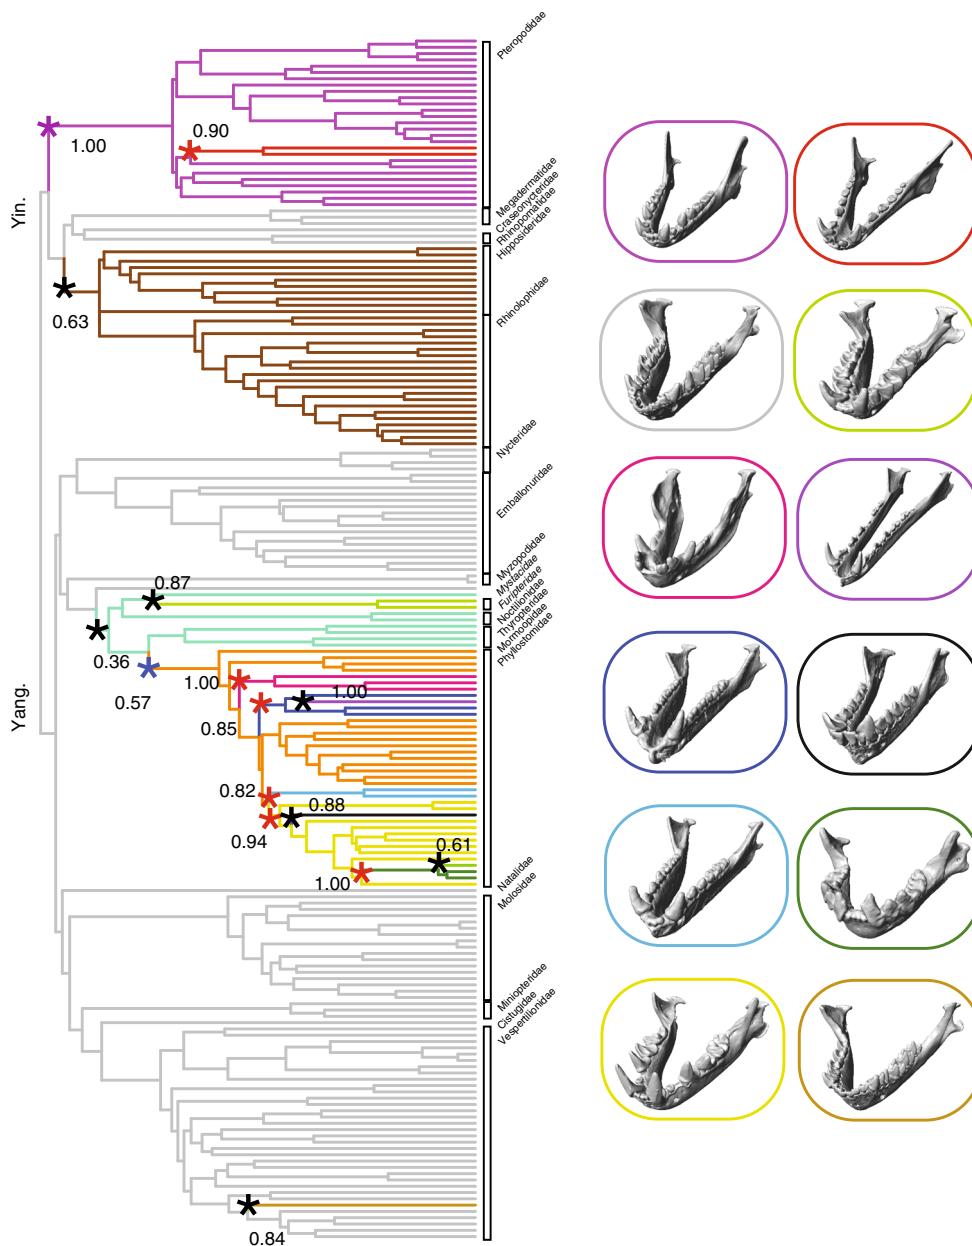 Yin.
Yang.
Pteropodidae
Megadermatidae
Craseonycteridae
Rhinopomatidae
Hipposideridae
Rhinolophidae
Nycteridae
Emballonuridae
Myzopodidae
Mystacidae
Furipteridae
Noctilionidae
Thyropteridae
Mormoopidae
Phyllostomidae
Natalidae
Molosidae
Miniopteridae
Cistugidae
Vespertilionidae
1.00
0.90
0.63
0.87
0.36
0.57
1.00
1.00
0.85
0.82
0.88
0.94
0.61
1.00
0.84